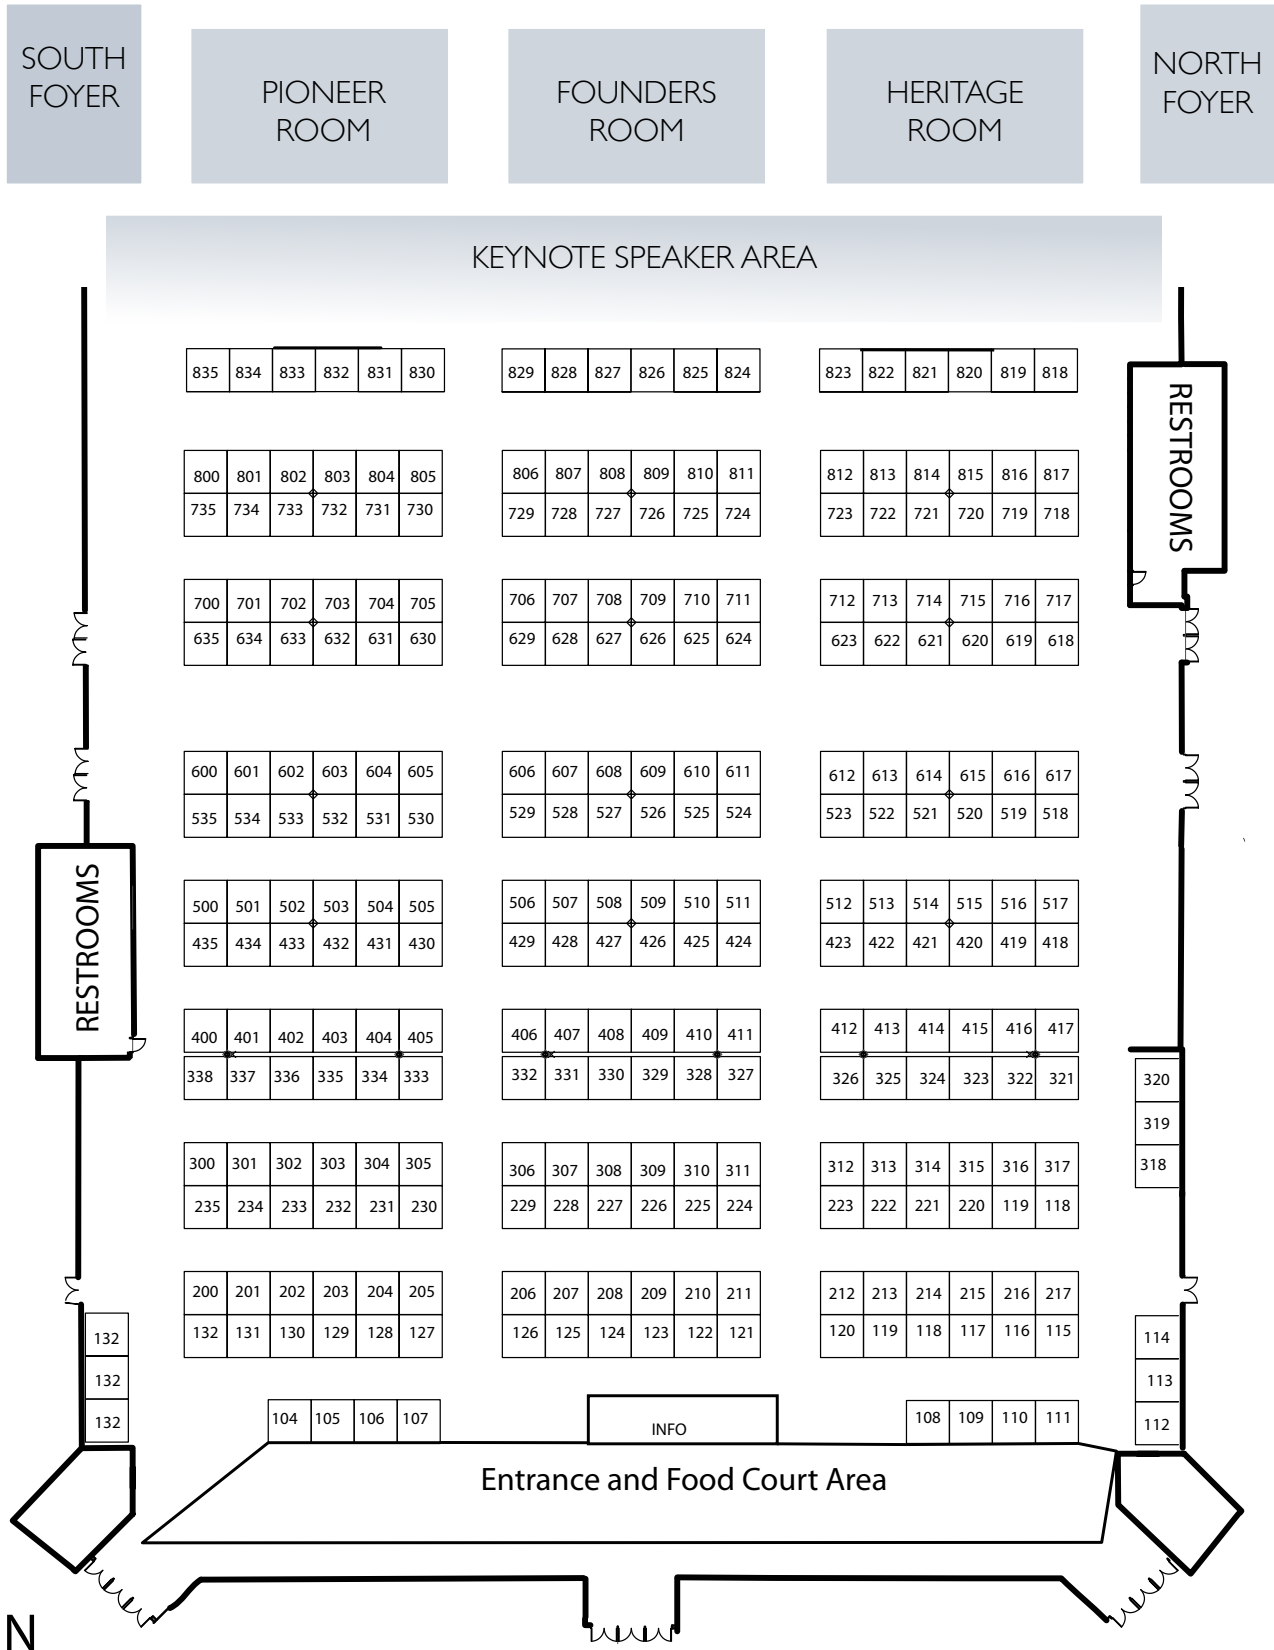 SOUTH
FOYER
PIONEER
ROOM
FOUNDERS
ROOM
HERITAGE
ROOM
NORTH
FOYER
KEYNOTE SPEAKER AREA
835 834 833 832 831 830 829 828 827 826 825 824 823 822 821 820 819 818
RESTROOMS
800 801 802 803 804 805 806 807 808 809 810 811 812 813 814 815 816 817
735 734 733 732 731 730 729 728 727 726 725 724 723 722 721 720 719 718
700 701 702 703 704 705 706 707 708 709 710 711 712 713 714 715 716 717
635 634 633 632 631 630 629 628 627 626 625 624 623 622 621 620 619 618
600 601 602 603 604 605 606 607 608 609 610 611 612 613 614 615 616 617
535 534 533 532 531 530 529 528 527 526 525 524 523 522 521 520 519 518
RESTROOMS
500 501 502 503 504 505 506 507 508 509 510 511 512 513 514 515 516 517
435 434 433 432 431 430 429 428 427 426 425 424 423 422 421 420 419 418
400 401 402 403 404 405 406 407 408 409 410 411 412 413 414 415 416 417
338 337 336 335 334 333 332 331 330 329 328 327 326 325 324 323 322 321
320
319
318
300 301 302 303 304 305 306 307 308 309 310 311 312 313 314 315 316 317
235 234 233 232 231 230 229 228 227 226 225 224 223 222 221 220 119 118
200 201 202 203 204 205 206 207 208 209 210 211 212 213 214 215 216 217
132 131 130 129 128 127 126 125 124 123 122 121 120 119 118 117 116 115
132
132
132
114
113
112
104 105 106 107
INFO
108 109 110 111
Entrance and Food Court Area
N